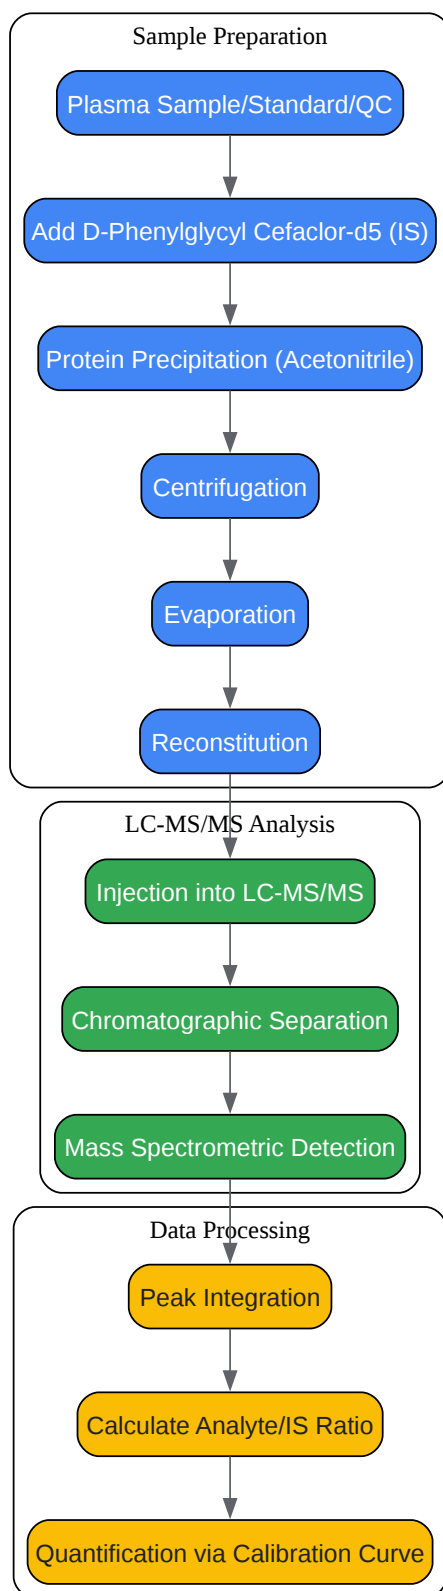 Sample Preparation
Plasma Sample/Standard/QC
Add D-Phenylglycyl Cefaclor-d5 (IS)
Protein Precipitation (Acetonitrile)
Centrifugation
Evaporation
Reconstitution
LC-MS/MS Analysis
Injection into LC-MS/MS
Chromatographic Separation
Mass Spectrometric Detection
Data Processing
Peak Integration
Calculate Analyte/IS Ratio
Quantification via Calibration Curve